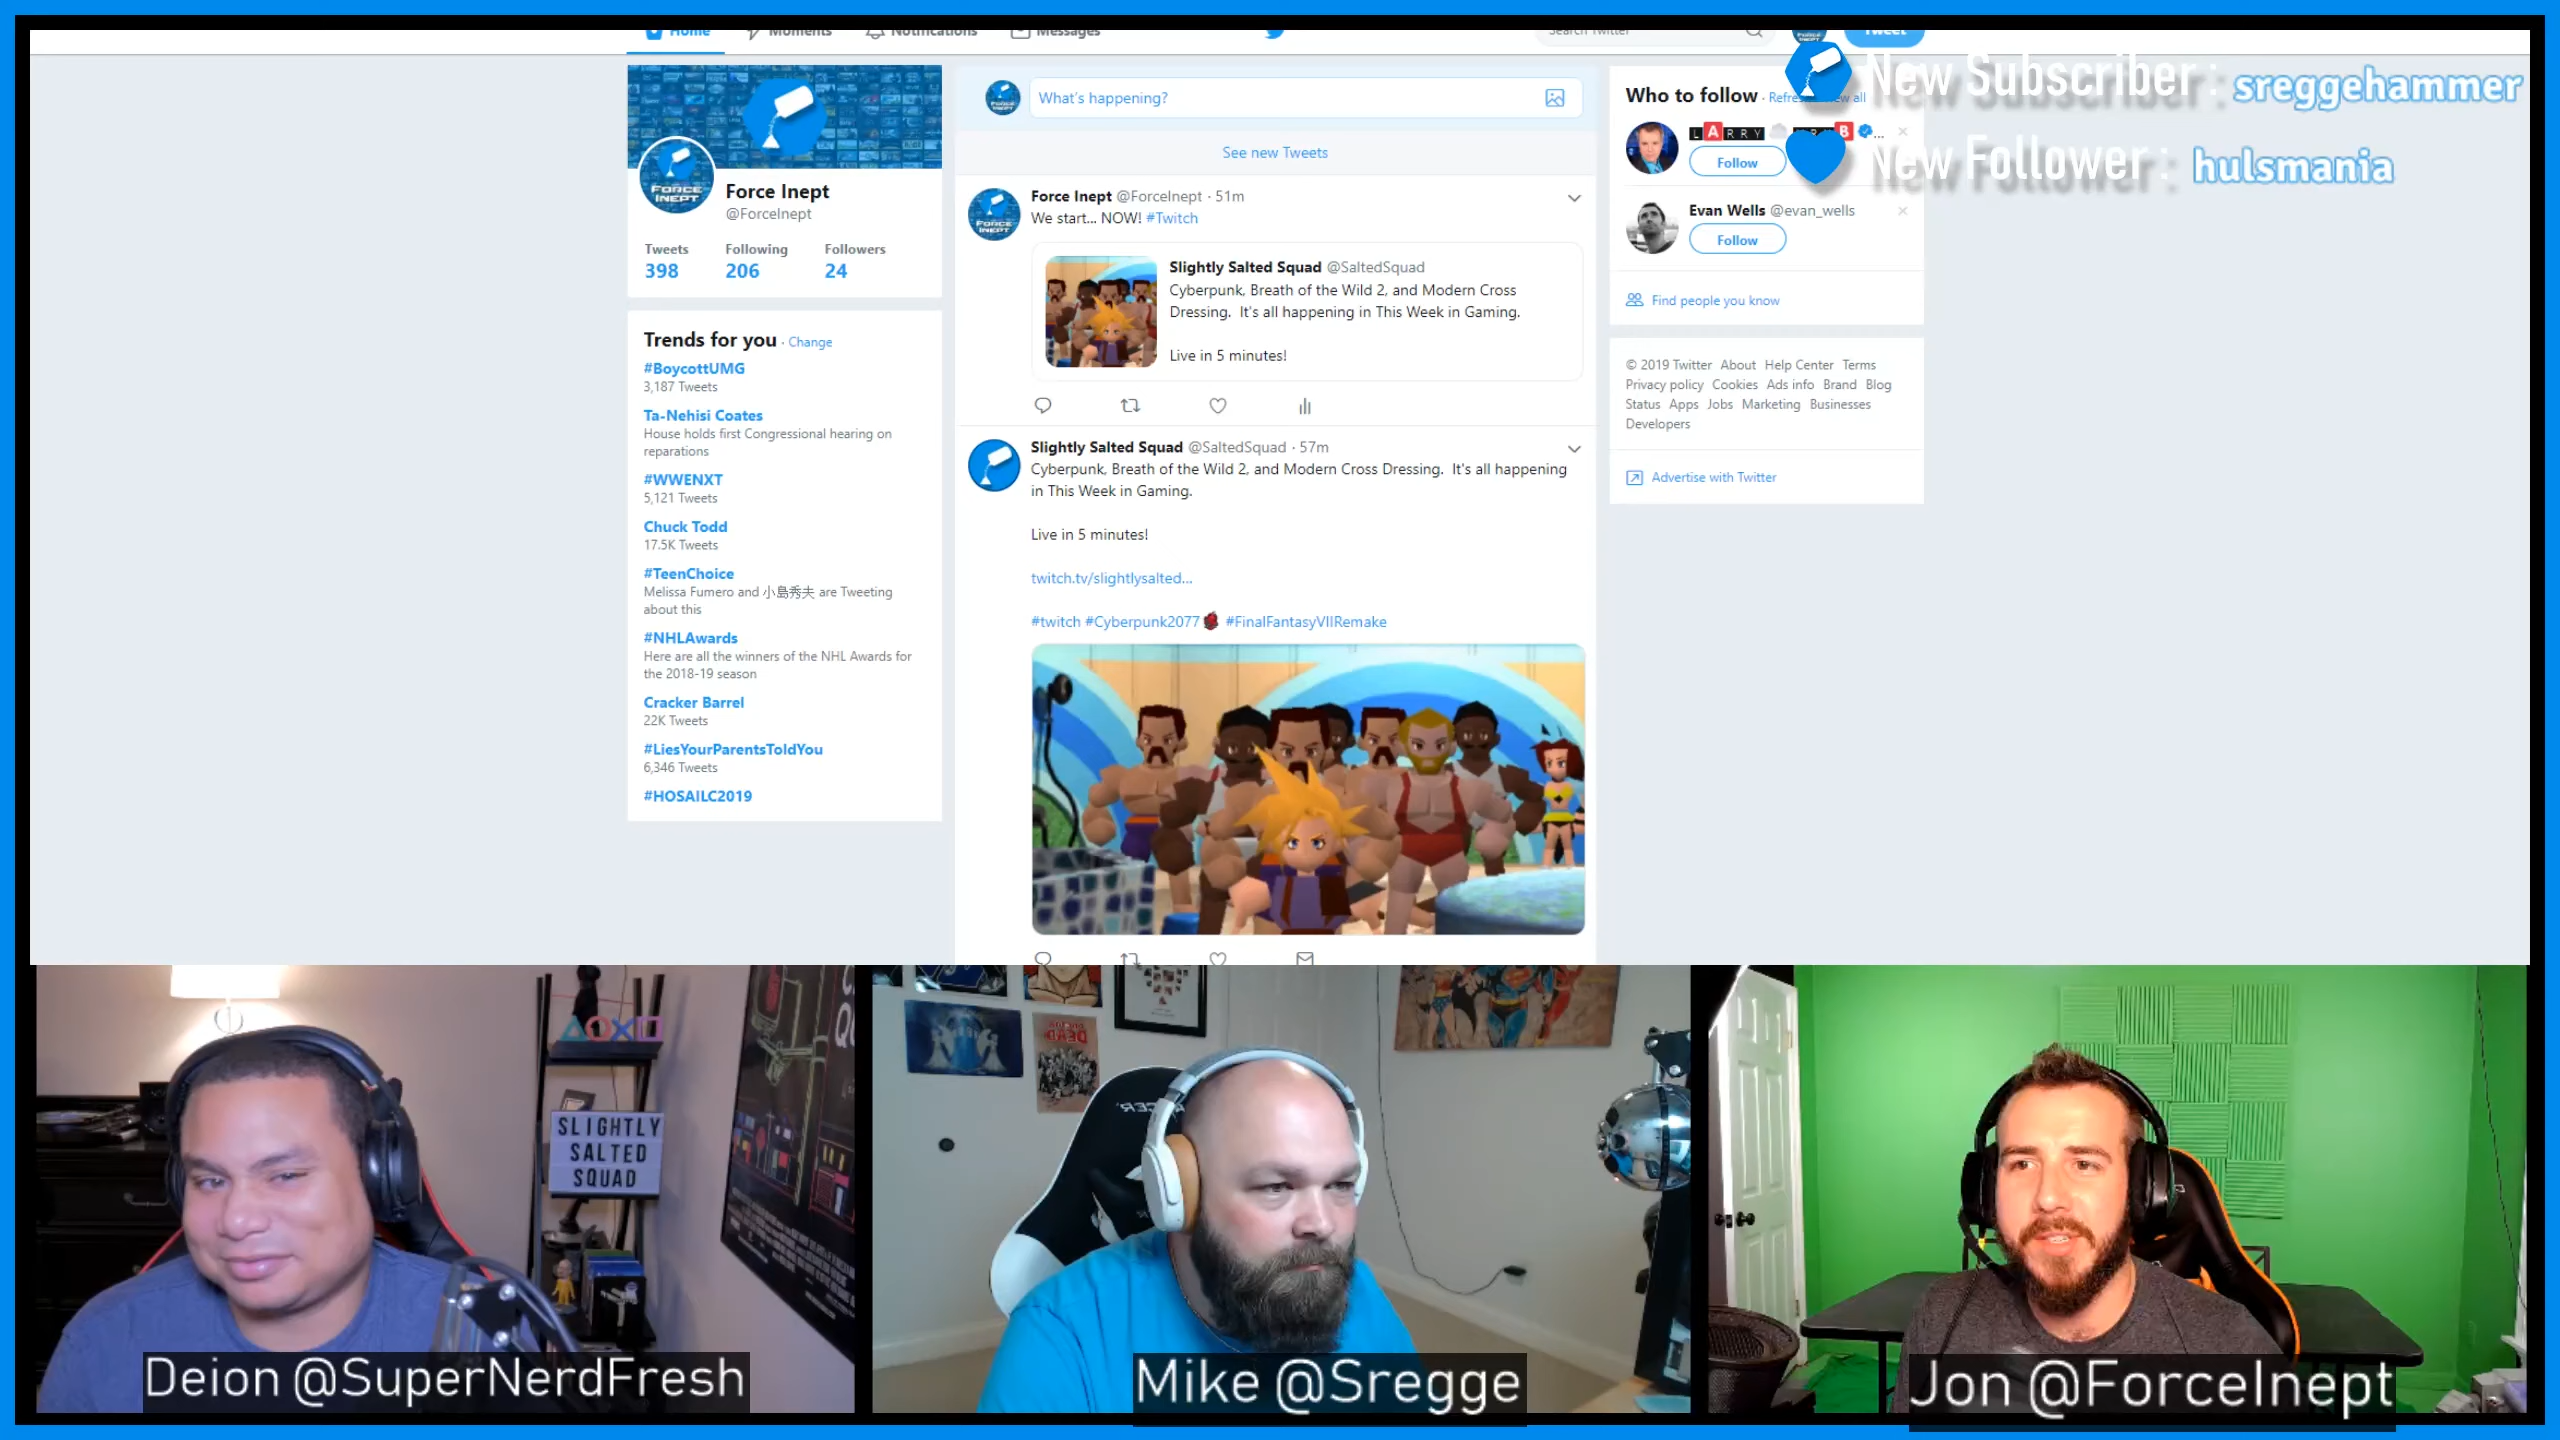 Home Moments Notifications Messages Search Twitter Tweet
New Subscriber : sreggehammer
New Follower : hulsmania
FORCE INEPT
Force Inept
@ForceInept
Tweets Following Followers
398 206 24
Trends for you · Change
#BoycottUMG
3,187 Tweets
Ta-Nehisi Coates
House holds first Congressional hearing on
reparations
#WWENXT
5,121 Tweets
Chuck Todd
17.5K Tweets
#TeenChoice
Melissa Fumero and 小島秀夫 are Tweeting
about this
#NHLAwards
Here are all the winners of the NHL Awards for
the 2018-19 season
Cracker Barrel
22K Tweets
#LiesYourParentsToldYou
6,346 Tweets
#HOSAILC2019
What's happening?
See new Tweets
Force Inept @ForceInept · 51m
We start... NOW! #Twitch
Slightly Salted Squad @SaltedSquad
Cyberpunk, Breath of the Wild 2, and Modern Cross
Dressing. It's all happening in This Week in Gaming.
Live in 5 minutes!
Slightly Salted Squad @SaltedSquad · 57m
Cyberpunk, Breath of the Wild 2, and Modern Cross Dressing. It's all happening
in This Week in Gaming.
Live in 5 minutes!
twitch.tv/slightlysalted...
#twitch #Cyberpunk2077 #FinalFantasyVIIRemake
Who to follow · Refresh · View all
LARRY
Follow
Evan Wells @evan_wells
Follow
Find people you know
© 2019 Twitter About Help Center Terms
Privacy policy Cookies Ads info Brand Blog
Status Apps Jobs Marketing Businesses
Developers
Advertise with Twitter
SLIGHTLY
SALTED
SQUAD
Deion @SuperNerdFresh
Mike @Sregge
Jon @ForceInept